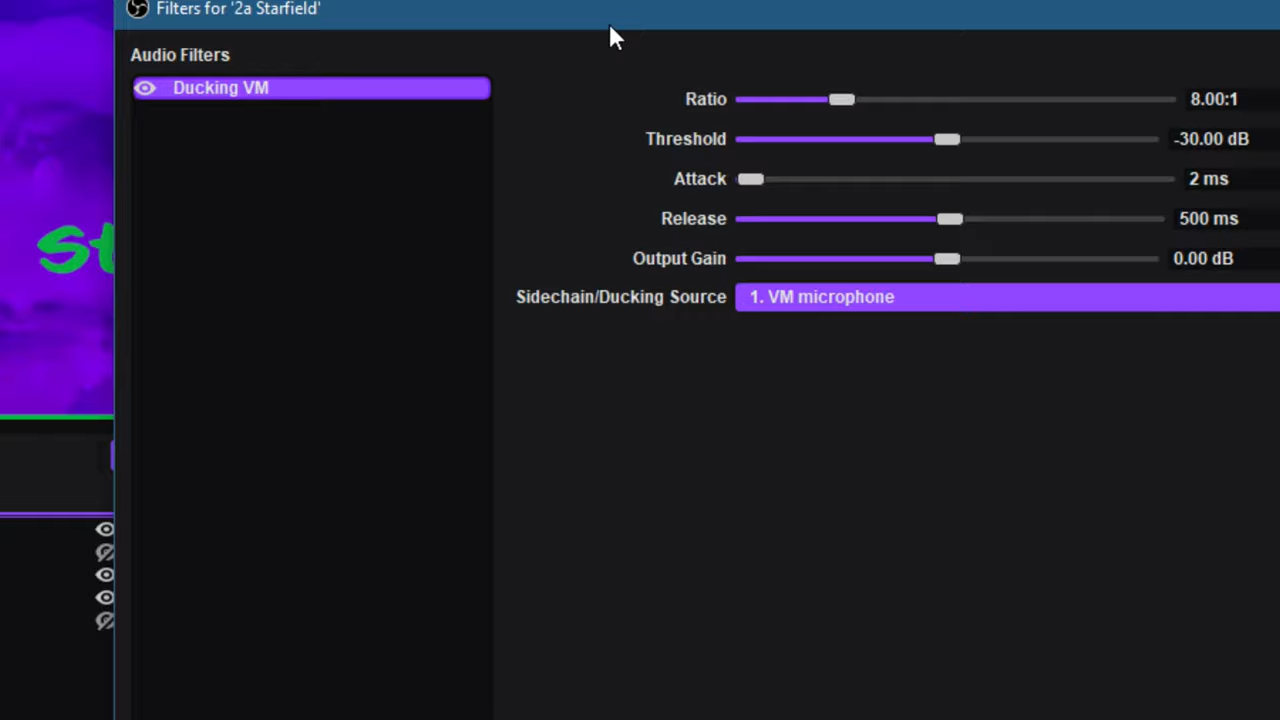 Filters for '2a Starfield'
Audio Filters
Ducking VM
Ratio 8.00:1
Threshold -30.00 dB
Attack 2 ms
Release 500 ms
Output Gain 0.00 dB
Sidechain/Ducking Source 1. VM microphone
St